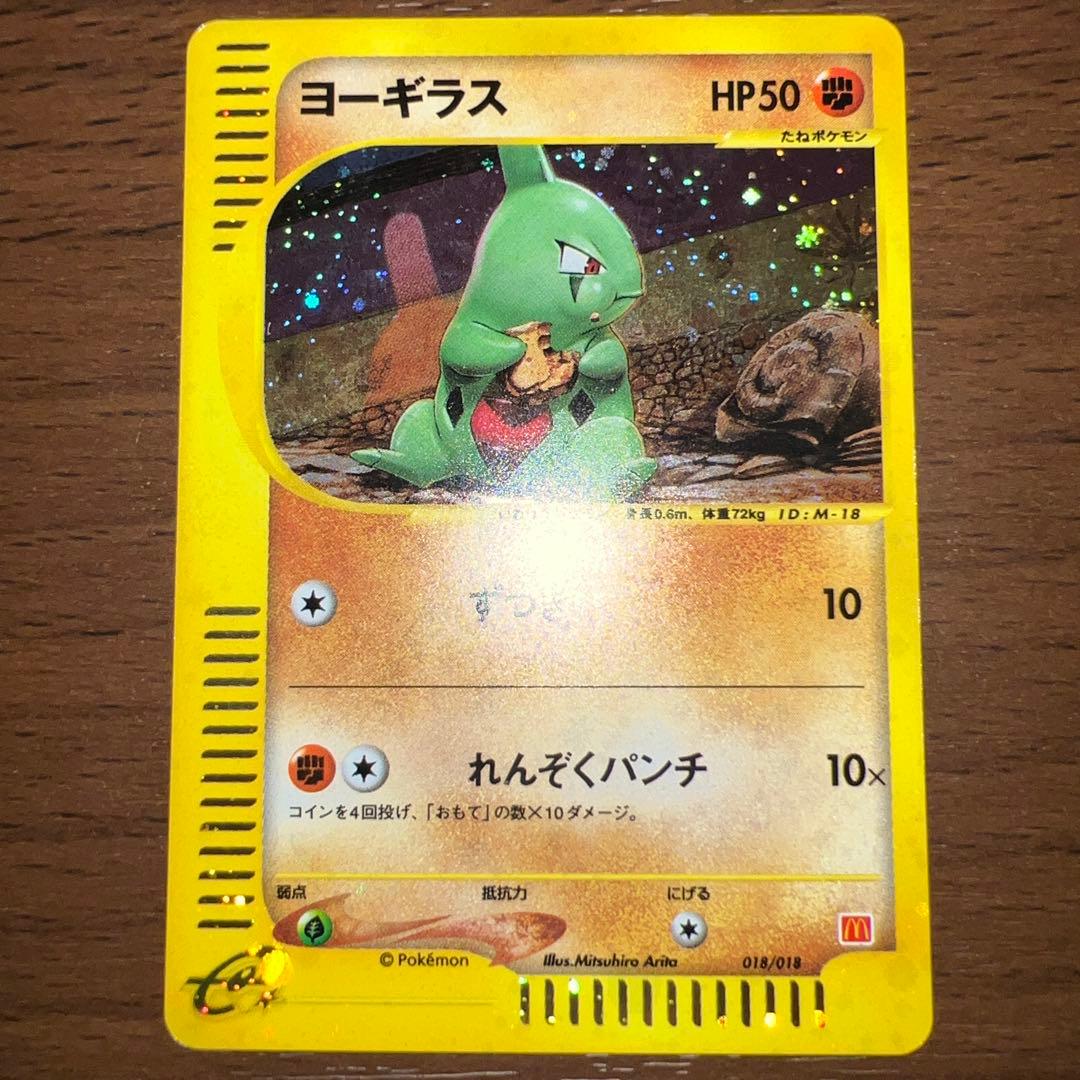 ヨーギラス HP50
たねポケモン
身長0.6m、体重72kg ID:M-18
ずつき 10
れんぞくパンチ 10×
コインを4回投げ、「おもて」の数×10ダメージ。
弱点 抵抗力 にげる
© Pokémon Illus.Mitsuhiro Arita 018/018